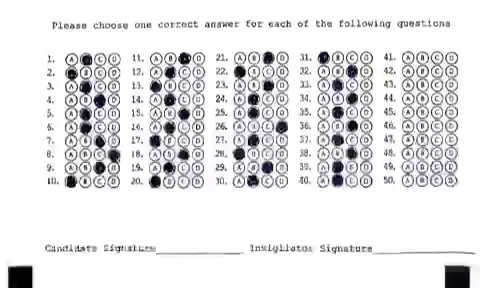 Please choose one correct answer for each of the following questions
1. A C D 11. A B D 21. A B D 31. B C D 41. A B C D
2. B C D 12. A C D 22. B C D 32. A B D 42. A B C D
3. A C D 13. B C D 23. A B D 33. A C D 43. A B C D
4. A B D 14. A C D 24. A C D 34. A B D 44. A B C D
5. A C D 15. A B D 25. A C D 35. A C D 45. A B C D
6. A C D 16. A C D 26. A B C 36. A B D 46. A B C D
7. A B D 17. B C D 27. A C D 37. A C D 47. A B C D
8. A B C 18. A B D 28. B C D 38. A B D 48. A B C D
9. A B D 19. A C D 29. A B D 39. A C D 49. A B C D
10. B C D 20. B C D 30. A C D 40. A C D 50. A B C D
Candidate Signature Invigilator Signature